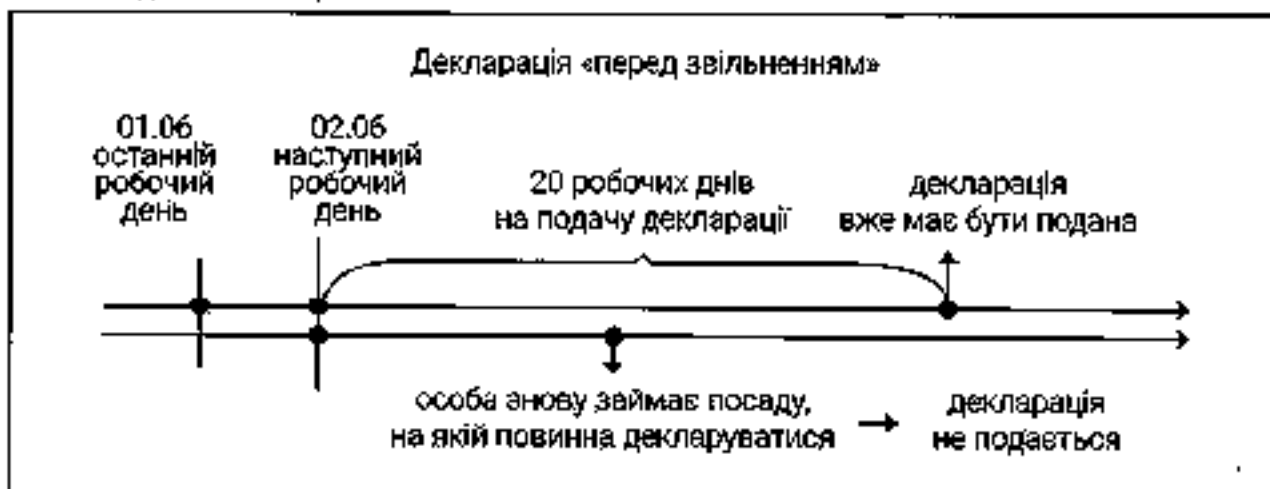 Декларація «перед звільненням»
01.06
останній
робочий
день
02.06
наступний
робочий
день
20 робочих днів
на подачу декларації
декларація
вже має бути подана
особа знову займає посаду,
на якій повинна декларуватися
декларація
не подається